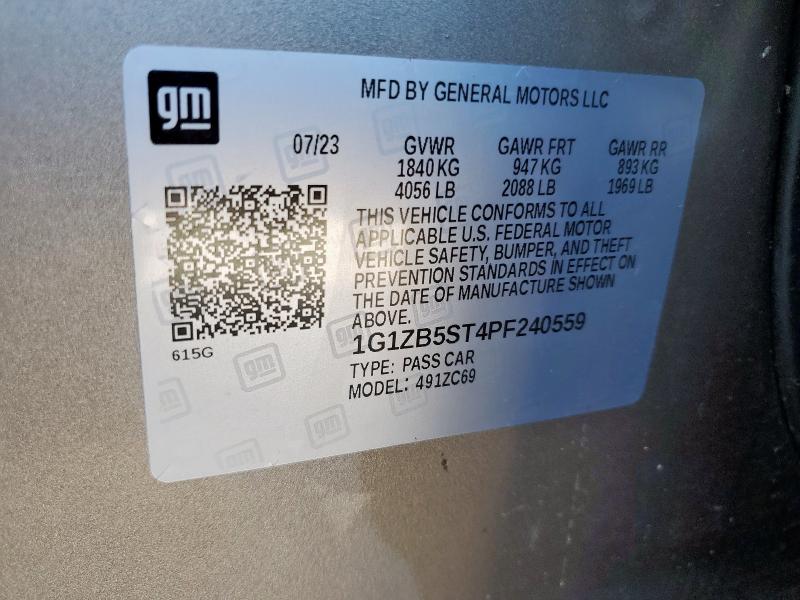 gm
MFD BY GENERAL MOTORS LLC
07/23 GVWR GAWR FRT GAWR RR
1840 KG 947 KG 893 KG
4056 LB 2088 LB 1969 LB
THIS VEHICLE CONFORMS TO ALL
APPLICABLE U.S. FEDERAL MOTOR
VEHICLE SAFETY, BUMPER, AND THEFT
PREVENTION STANDARDS IN EFFECT ON
THE DATE OF MANUFACTURE SHOWN
ABOVE.
615G
1G1ZB5ST4PF240559
TYPE: PASS CAR
MODEL: 491ZC69